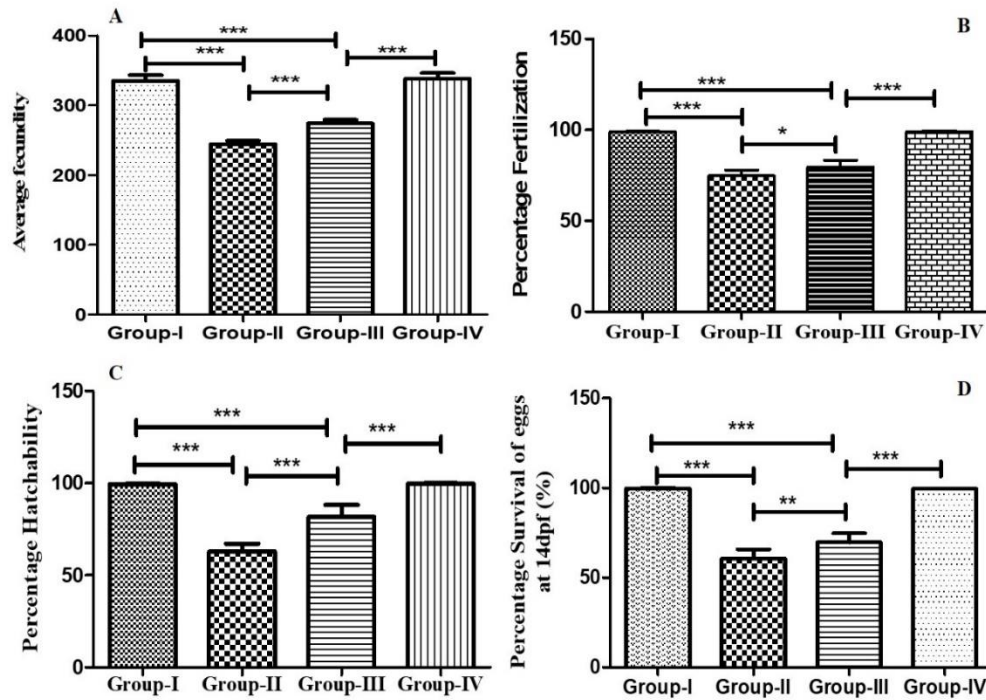 A
Average fecundity
400
300
200
100
0
***
***
***
***
Group-I Group-II Group-III Group-IV
B
Percentage Fertilization
150
100
50
0
***
***
***
*
Group-I Group-II Group-III Group-IV
C
Percentage Hatchability
150
100
50
0
***
***
***
***
Group-I Group-II Group-III Group-IV
D
Percentage Survival of eggs
at 14dpf (%)
150
100
50
0
***
***
***
**
Group-I Group-II Group-III Group-IV